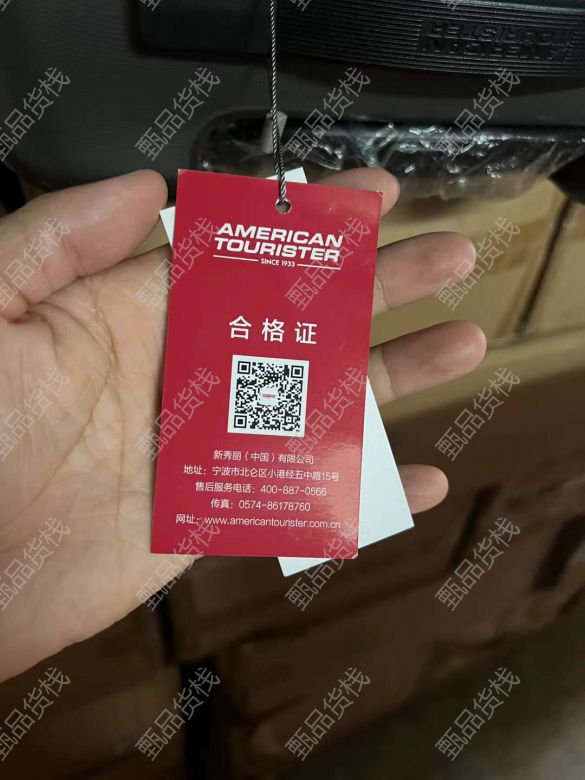 AMERICAN
TOURISTER
AMERICAN
TOURISTER
SINCE 1933
合格证
新秀丽（中国）有限公司
地址：宁波市北仑区小港经五中路15号
售后服务电话：400-887-0566
传真：0574-86178760
网址：www.americantourister.com.cn
甄品货栈